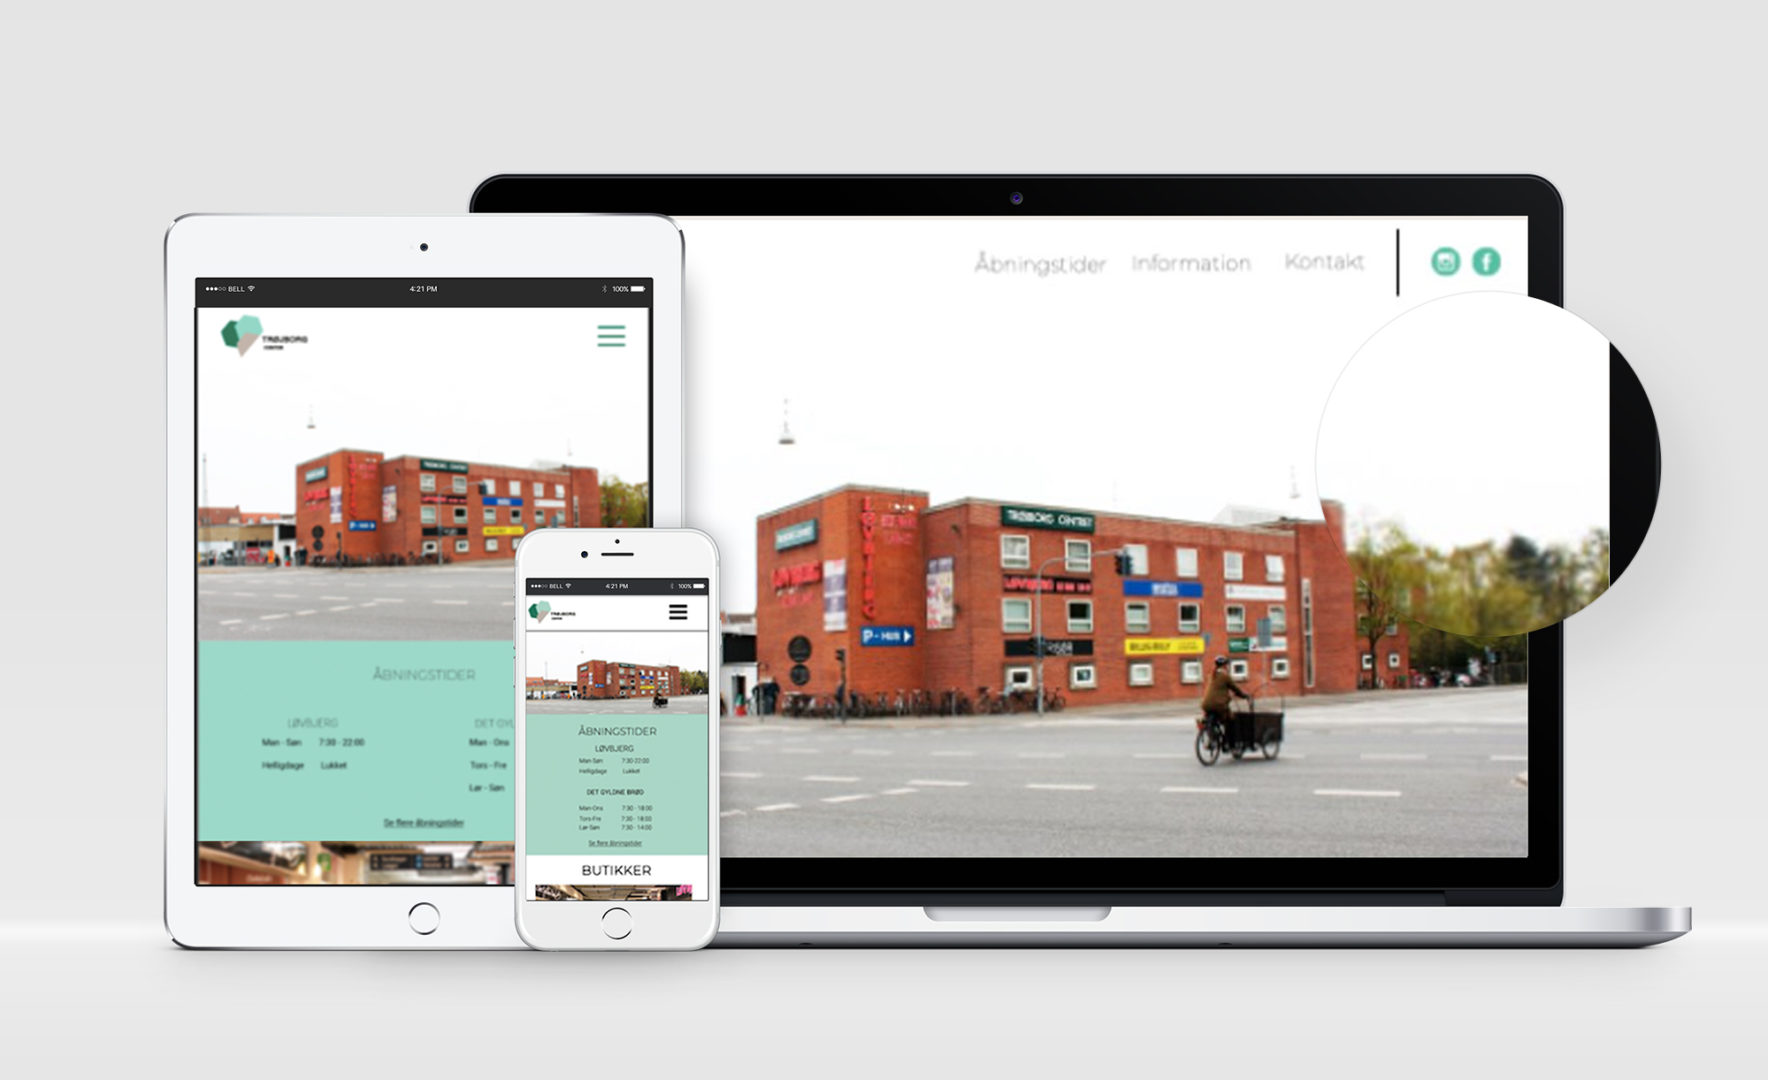 BELL
4:21 PM
100%
TRØJBORG
CENTER
ÅBNINGSTIDER
LØVBJERG
Man - Søn 7:30 - 22:00
Helligdage Lukket
DET GYL
Man - Ons
Tors - Fre
Lør - Søn
Se flere åbningstider
BELL
4:21 PM
100%
TRØJBORG
CENTER
ÅBNINGSTIDER
LØVBJERG
Man-Søn 7:30-22:00
Helligdage Lukket
DET GYLDNE BRØD
Man-Ons 7:30 - 18:00
Tors-Fre 7:30 - 18:00
Lør-Søn 7:30 - 14:00
Se flere åbningstider
BUTIKKER
Åbningstider Information Kontakt
TRØJBORG CENTRET
LØVBJERG
P - HUS